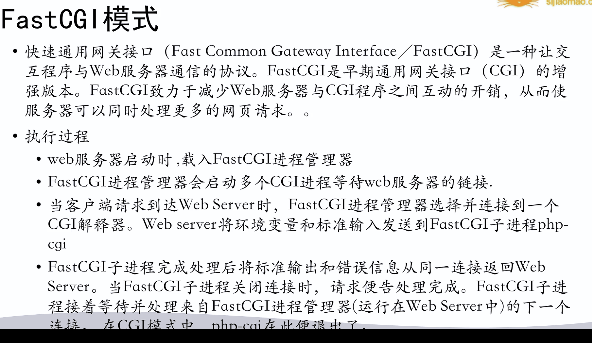 FastCGI模式
• 快速通用网关接口（Fast Common Gateway Interface／FastCGI）是一种让交
互程序与Web服务器通信的协议。FastCGI是早期通用网关接口（CGI）的增
强版本。FastCGI致力于减少Web服务器与CGI程序之间互动的开销，从而使
服务器可以同时处理更多的网页请求。。
• 执行过程
• web服务器启动时,载入FastCGI进程管理器
• FastCGI进程管理器会启动多个CGI进程等待web服务器的链接.
• 当客户端请求到达Web Server时，FastCGI进程管理器选择并连接到一个
CGI解释器。Web server将环境变量和标准输入发送到FastCGI子进程php-
cgi
• FastCGI子进程完成处理后将标准输出和错误信息从同一连接返回Web
Server。当FastCGI子进程关闭连接时，请求便告处理完成。FastCGI子进
程接着等待并处理来自FastCGI进程管理器(运行在Web Server中)的下一个
连接。在CGI模式中，php-cgi在此便退出了。